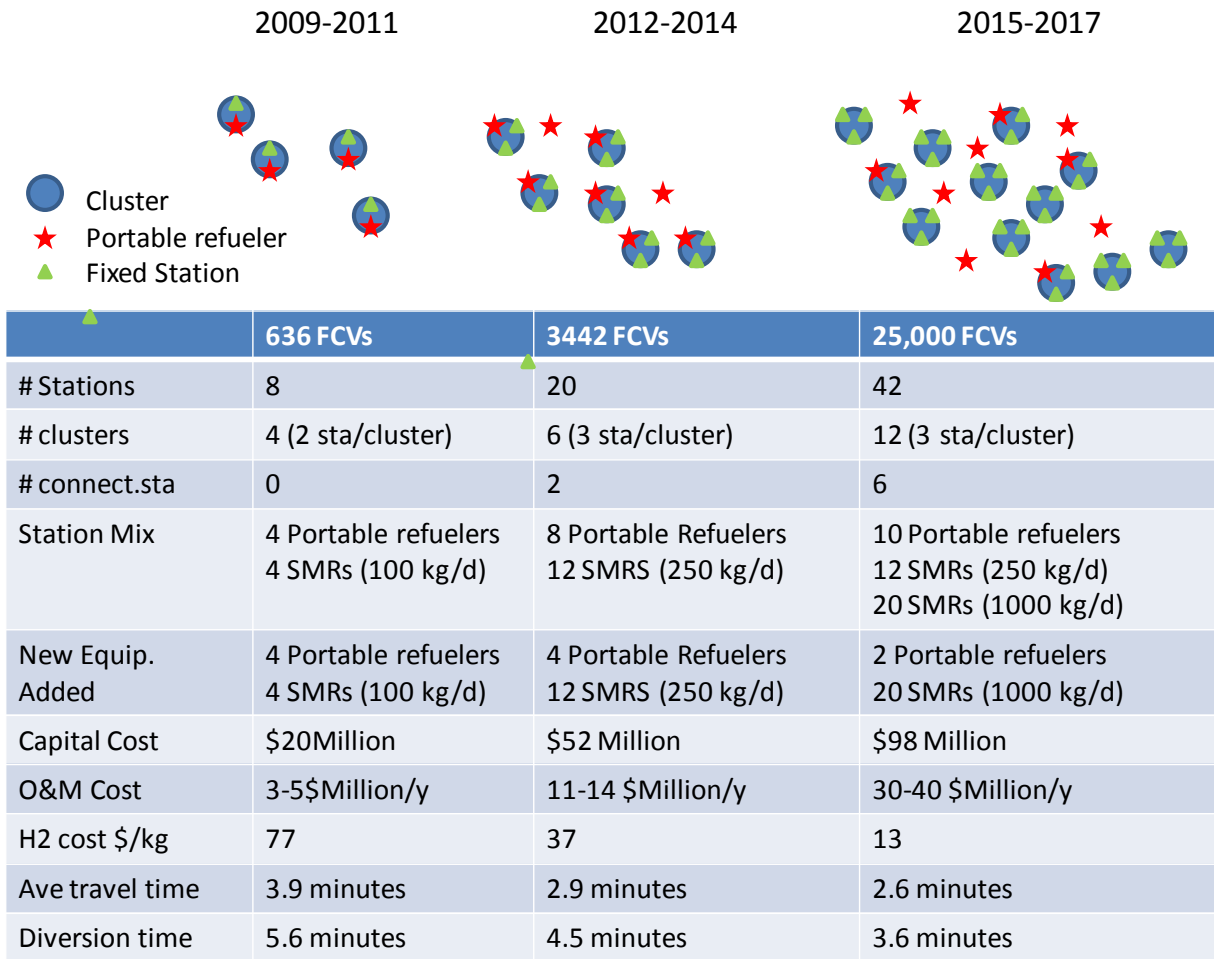 2009-2011 2012-2014 2015-2017
Cluster
Portable refueler
Fixed Station
636 FCVs 3442 FCVs 25,000 FCVs
# Stations 8 20 42
# clusters 4 (2 sta/cluster) 6 (3 sta/cluster) 12 (3 sta/cluster)
# connect.sta 0 2 6
Station Mix 4 Portable refuelers 8 Portable Refuelers 10 Portable refuelers
4 SMRs (100 kg/d) 12 SMRS (250 kg/d) 12 SMRs (250 kg/d)
20 SMRs (1000 kg/d)
New Equip. 4 Portable refuelers 4 Portable Refuelers 2 Portable refuelers
Added 4 SMRs (100 kg/d) 12 SMRS (250 kg/d) 20 SMRs (1000 kg/d)
Capital Cost $20Million $52 Million $98 Million
O&M Cost 3-5$Million/y 11-14 $Million/y 30-40 $Million/y
H2 cost $/kg 77 37 13
Ave travel time 3.9 minutes 2.9 minutes 2.6 minutes
Diversion time 5.6 minutes 4.5 minutes 3.6 minutes